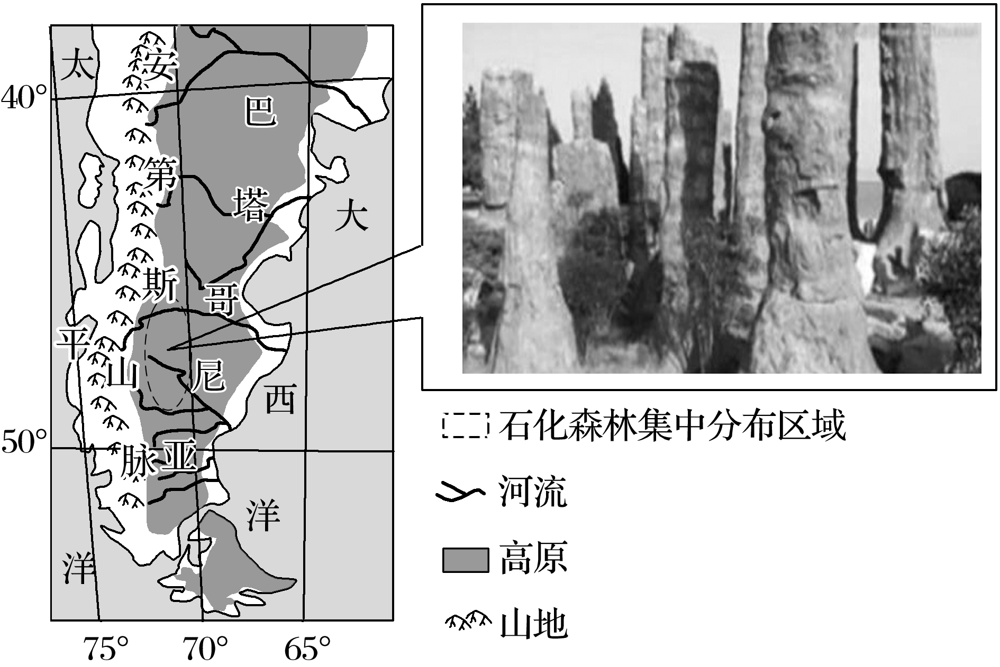 太平洋
安第斯山脉
巴塔哥尼亚
大西洋
40°
50°
75° 70° 65°
石化森林集中分布区域
河流
高原
山地